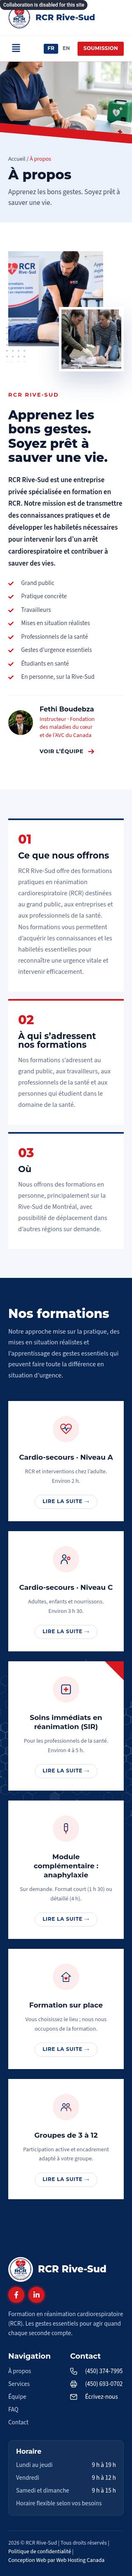 Collaboration is disabled for this site
RCR Rive-Sud
FR EN SOUMISSION
Accueil / À propos
À propos
Apprenez les bons gestes. Soyez prêt à
sauver une vie.
RCR RIVE-SUD
Apprenez les
bons gestes.
Soyez prêt à
sauver une vie.
RCR Rive-Sud est une entreprise
privée spécialisée en formation en
RCR. Notre mission est de transmettre
des connaissances pratiques et de
développer les habiletés nécessaires
pour intervenir lors d'un arrêt
cardiorespiratoire et contribuer à
sauver des vies.
Grand public
Pratique concrète
Travailleurs
Mises en situation réalistes
Professionnels de la santé
Gestes d'urgence essentiels
Étudiants en santé
En personne, sur la Rive-Sud
Fethi Boudebza
Instructeur · Fondation
des maladies du cœur
et de l'AVC du Canada
VOIR L'ÉQUIPE
01
Ce que nous offrons
RCR Rive-Sud offre des formations
pratiques en réanimation
cardiorespiratoire (RCR) destinées
au grand public, aux entreprises et
aux professionnels de la santé.
Nos formations vous permettent
d'acquérir les connaissances et les
habiletés essentielles pour
reconnaître une urgence vitale et
intervenir efficacement.
02
À qui s'adressent
nos formations
Nos formations s'adressent au
grand public, aux travailleurs, aux
professionnels de la santé et aux
personnes qui étudient dans le
domaine de la santé.
03
Où
Nous offrons des formations en
personne, principalement sur la
Rive-Sud de Montréal, avec
possibilité de déplacement dans
d'autres régions sur demande.
Nos formations
Notre approche mise sur la pratique, des
mises en situation réalistes et
l'apprentissage des gestes essentiels qui
peuvent faire toute la différence en
situation d'urgence.
Cardio-secours · Niveau A
RCR et interventions chez l'adulte.
Environ 2 h.
LIRE LA SUITE →
Cardio-secours · Niveau C
Adultes, enfants et nourrissons.
Environ 3 h 30.
LIRE LA SUITE →
Soins immédiats en
réanimation (SIR)
Pour les professionnels de la santé.
Environ 4 à 5 h.
LIRE LA SUITE →
Module
complémentaire :
anaphylaxie
Sur demande. Format court (1 h 30) ou
détaillé (4 h).
LIRE LA SUITE →
Formation sur place
Vous choisissez le lieu ; nous nous
occupons de la formation.
LIRE LA SUITE →
Groupes de 3 à 12
Participation active et encadrement
adapté à votre groupe.
LIRE LA SUITE →
RCR Rive-Sud
Formation en réanimation cardiorespiratoire
(RCR). Les gestes essentiels pour agir quand
chaque seconde compte.
Navigation
À propos
Services
Équipe
FAQ
Contact
Contact
(450) 374-7995
(450) 693-0702
Écrivez-nous
Horaire
Lundi au jeudi 9 h à 19 h
Vendredi 9 h à 12 h
Samedi et dimanche 9 h à 15 h
Horaire flexible selon vos besoins
2026 © RCR Rive-Sud | Tous droits réservés |
Politique de confidentialité |
Conception Web par Web Hosting Canada